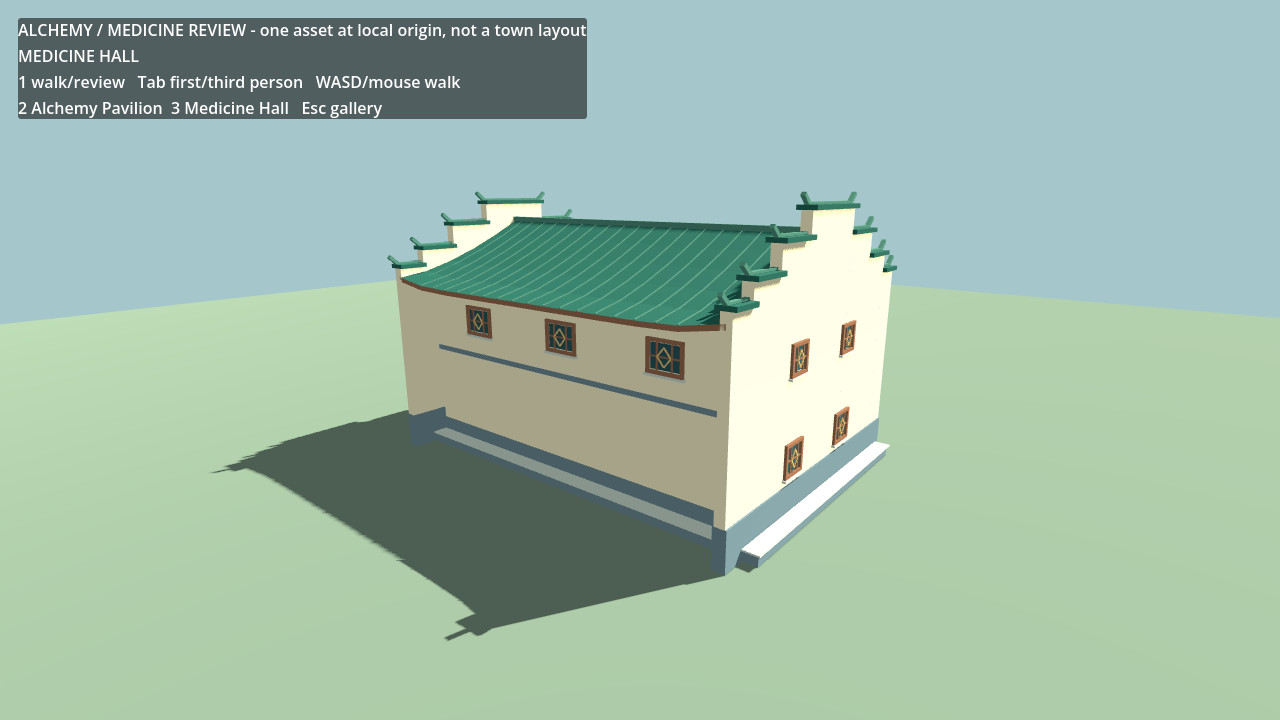 ALCHEMY / MEDICINE REVIEW - one asset at local origin, not a town layout
MEDICINE HALL
1 walk/review   Tab first/third person   WASD/mouse walk
2 Alchemy Pavilion  3 Medicine Hall   Esc gallery